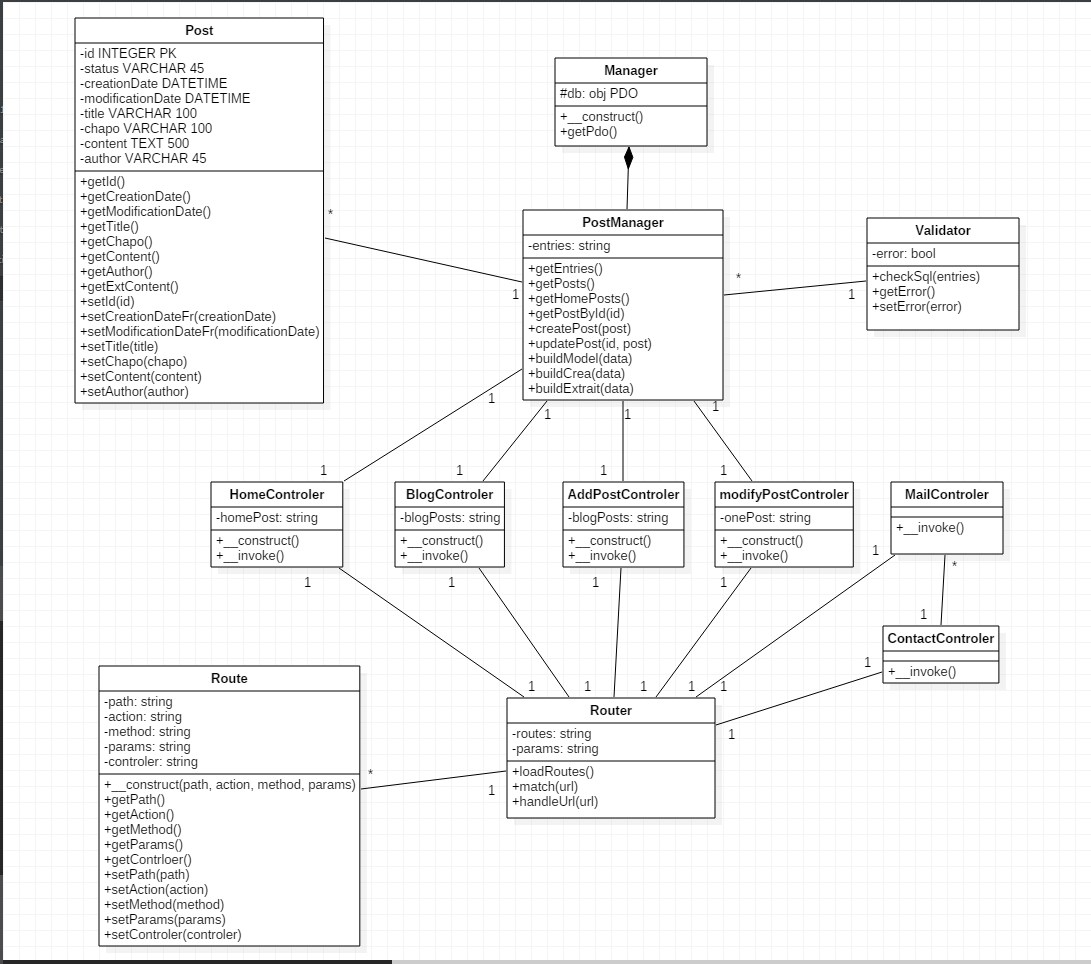 Post
-id INTEGER PK
-status VARCHAR 45
-creationDate DATETIME
-modificationDate DATETIME
-title VARCHAR 100
-chapo VARCHAR 100
-content TEXT 500
-author VARCHAR 45
+getId()
+getCreationDate()
+getModificationDate()
+getTitle()
+getChapo()
+getContent()
+getAuthor()
+getExtContent()
+setId(id)
+setCreationDateFr(creationDate)
+setModificationDateFr(modificationDate)
+setTitle(title)
+setChapo(chapo)
+setContent(content)
+setAuthor(author)
Manager
#db: obj PDO
+__construct()
+getPdo()
*
1
PostManager
-entries: string
+getEntries()
+getPosts()
+getHomePosts()
+getPostById(id)
+createPost(post)
+updatePost(id, post)
+buildModel(data)
+buildCrea(data)
+buildExtrait(data)
*
1
Validator
-error: bool
+checkSql(entries)
+getError()
+setError(error)
1
1
1
1
1
1
1
1
HomeControler
-homePost: string
+__construct()
+__invoke()
BlogControler
-blogPosts: string
+__construct()
+__invoke()
AddPostControler
-blogPosts: string
+__construct()
+__invoke()
modifyPostControler
-onePost: string
+__construct()
+__invoke()
MailControler
+__invoke()
1
1
1
1
1
*
1
ContactControler
+__invoke()
1
1
1
1
1
1
1
Route
-path: string
-action: string
-method: string
-params: string
-controler: string
+__construct(path, action, method, params)
+getPath()
+getAction()
+getMethod()
+getParams()
+getContrloer()
+setPath(path)
+setAction(action)
+setMethod(method)
+setParams(params)
+setControler(controler)
*
1
Router
-routes: string
-params: string
+loadRoutes()
+match(url)
+handleUrl(url)